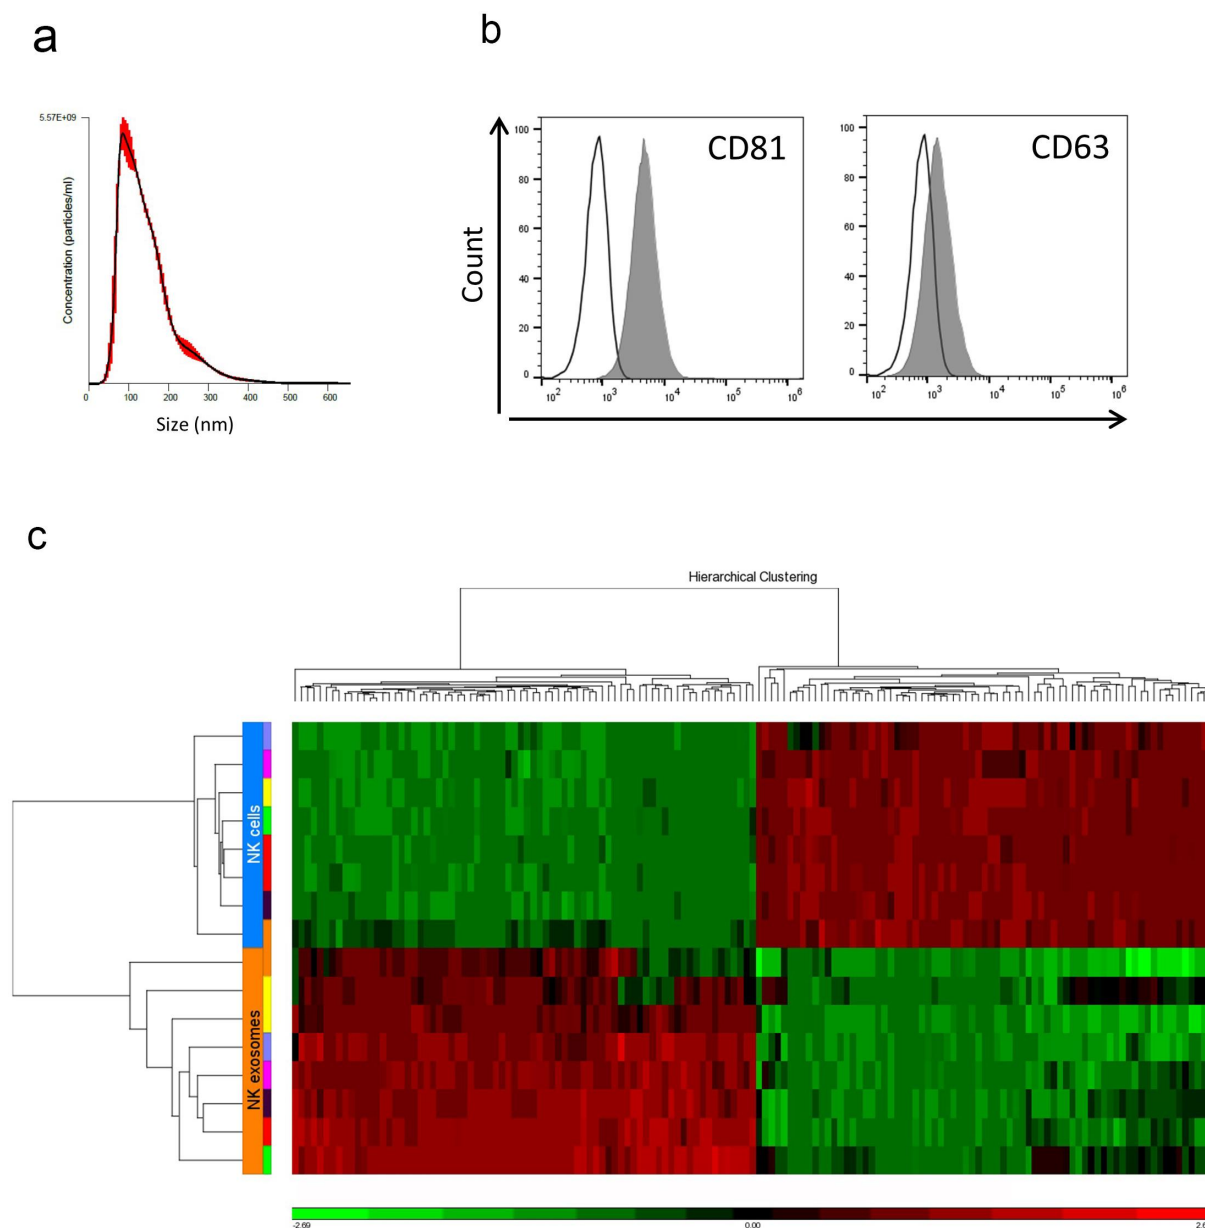 a
b
5.57E+09
Concentration (particles/ml)
0 100 200 300 400 500 600
Size (nm)
Count
100
80
60
40
20
0
CD81
10² 10³ 10⁴ 10⁵ 10⁶
100
80
60
40
20
0
CD63
10² 10³ 10⁴ 10⁵ 10⁶
c
Hierarchical Clustering
NK cells
NK exosomes
-2.69 0.00